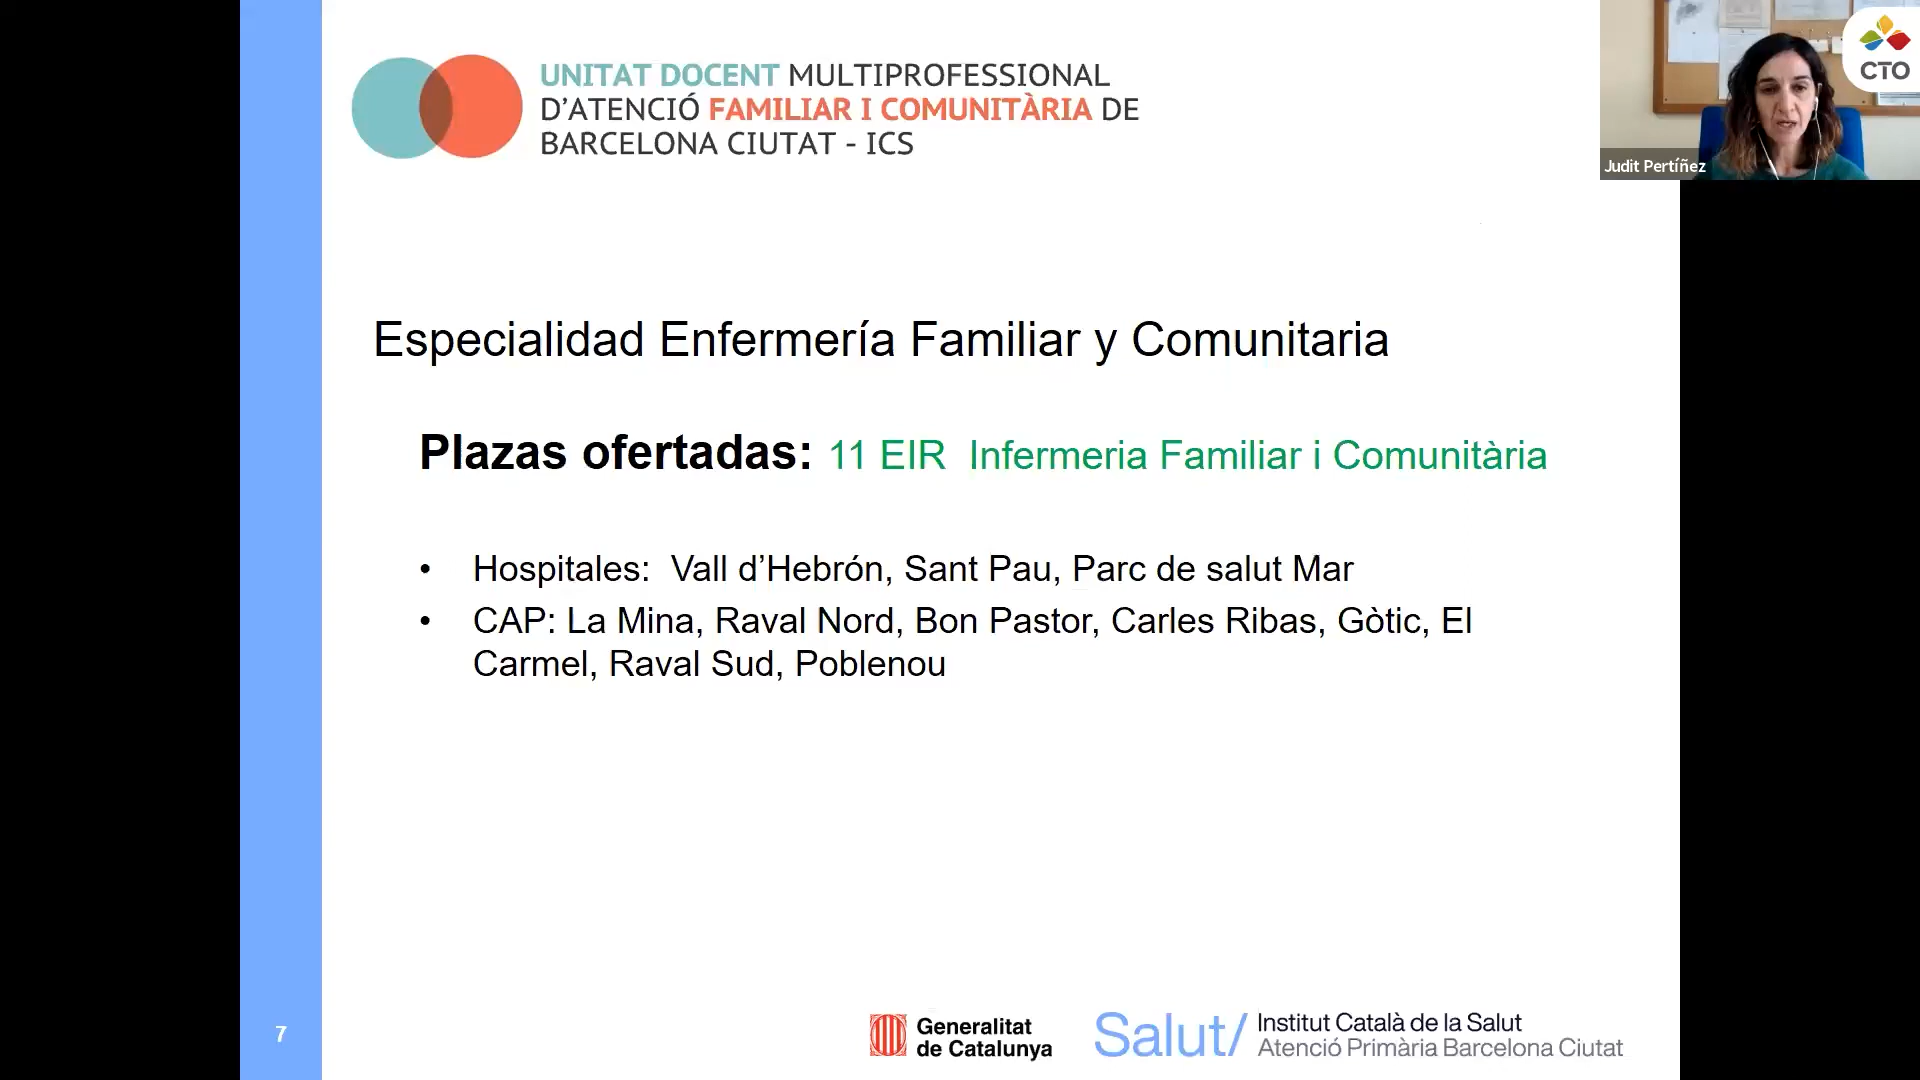 UNITAT DOCENT MULTIPROFESSIONAL
D'ATENCIÓ FAMILIAR I COMUNITÀRIA DE
BARCELONA CIUTAT - ICS
CTO
Judit Pertíñez
Especialidad Enfermería Familiar y Comunitaria
Plazas ofertadas: 11 EIR  Infermeria Familiar i Comunitària
• Hospitales:  Vall d’Hebrón, Sant Pau, Parc de salut Mar
• CAP: La Mina, Raval Nord, Bon Pastor, Carles Ribas, Gòtic, El
Carmel, Raval Sud, Poblenou
7
Generalitat
de Catalunya
Salut/
Institut Català de la Salut
Atenció Primària Barcelona Ciutat